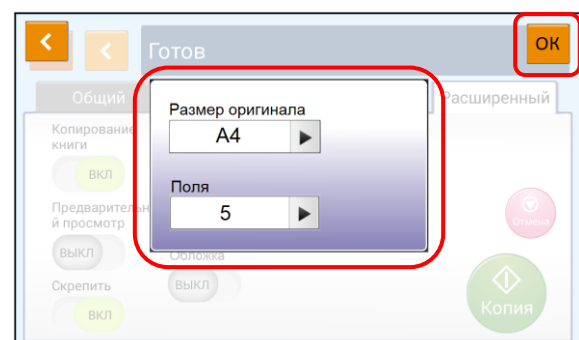 Готов
ОК
Общий
Расширенный
Копирование
книги
ВКЛ
Предварительн
й просмотр
ВЫКЛ
Скрепить
ВКЛ
Размер оригинала
A4
Поля
5
Обложка
ВЫКЛ
Отмена
Копия